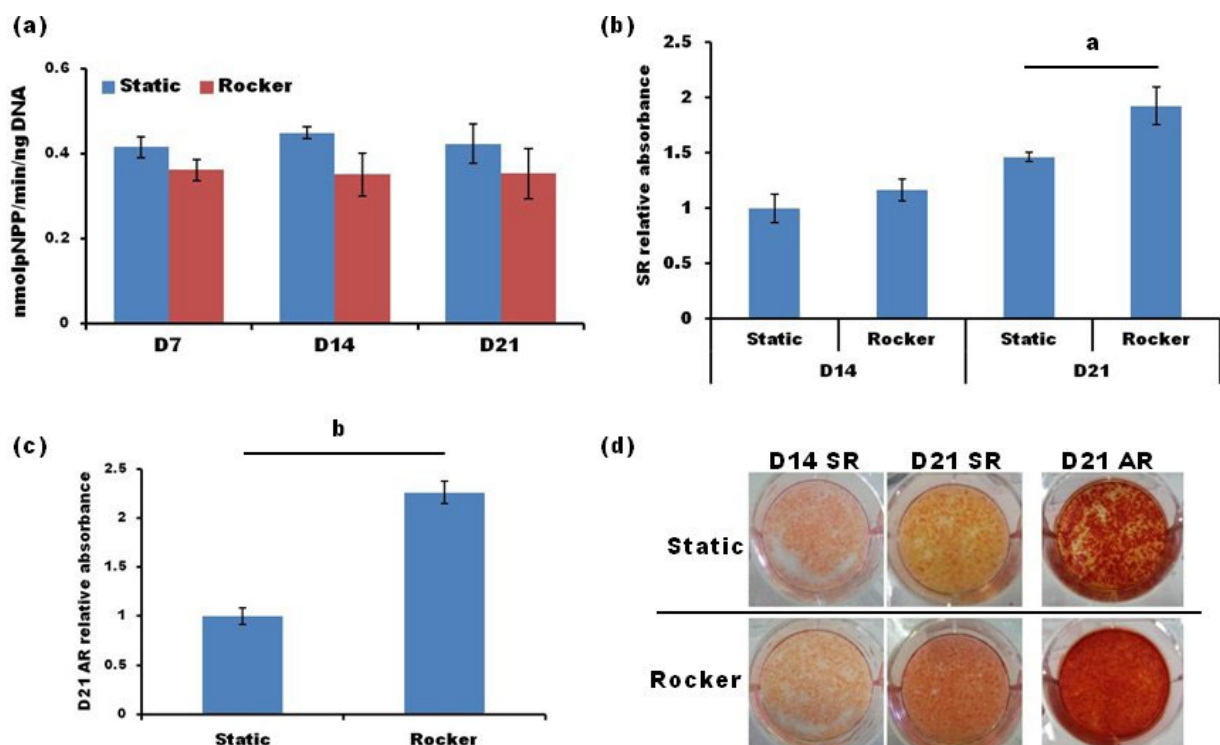 (a)
nmolpNPP/min/ng DNA
0.6
0.4
0.2
0
Static
Rocker
D7
D14
D21
(b)
SR relative absorbance
2.5
2
1.5
1
0.5
0
a
Static
Rocker
Static
Rocker
D14
D21
(c)
D21 AR relative absorbance
2.5
2
1.5
1
0.5
0
b
Static
Rocker
(d)
D14 SR
D21 SR
D21 AR
Static
Rocker